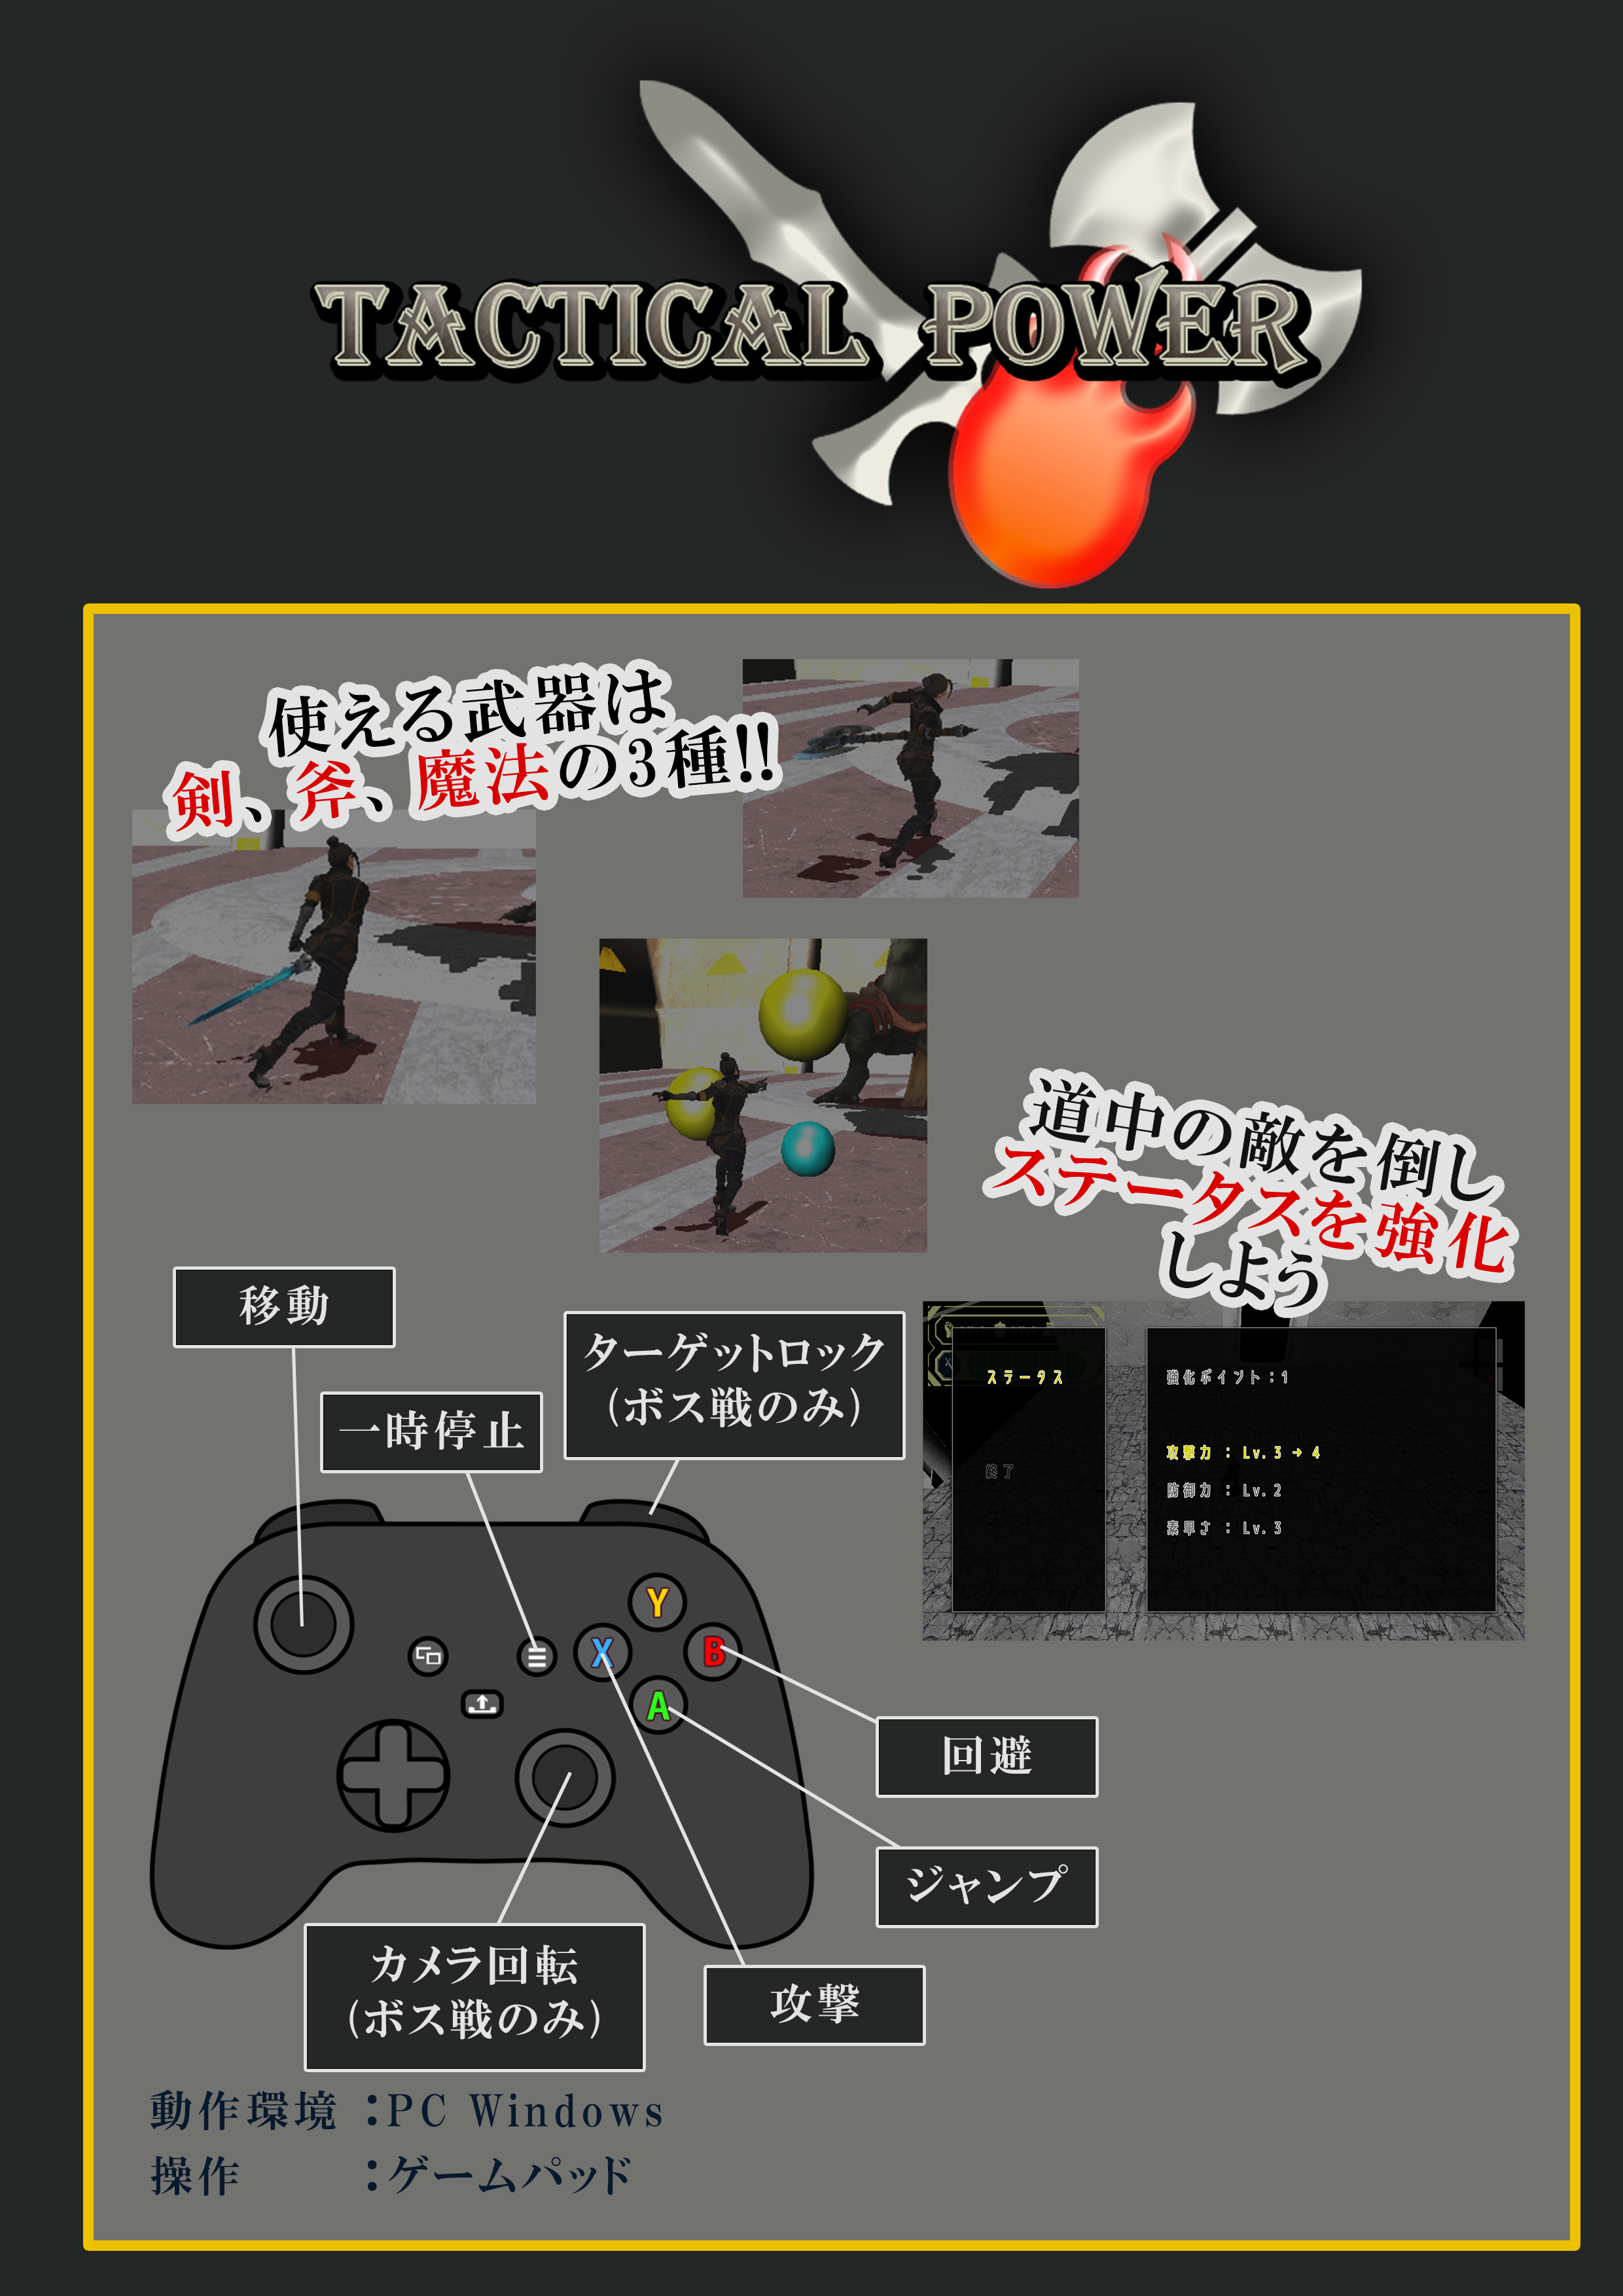 TACTICAL POWER
使える武器は
剣、斧、魔法の3種!!
道中の敵を倒し
ステータスを強化
しよう
ステータス
終了
強化ポイント:1
攻撃力 : Lv. 3 → 4
防御力 : Lv. 2
素早さ : Lv. 3
移動
一時停止
ターゲットロック
(ボス戦のみ)
Y
X
B
A
回避
ジャンプ
カメラ回転
(ボス戦のみ)
攻撃
動作環境:PC Windows
操作:ゲームパッド